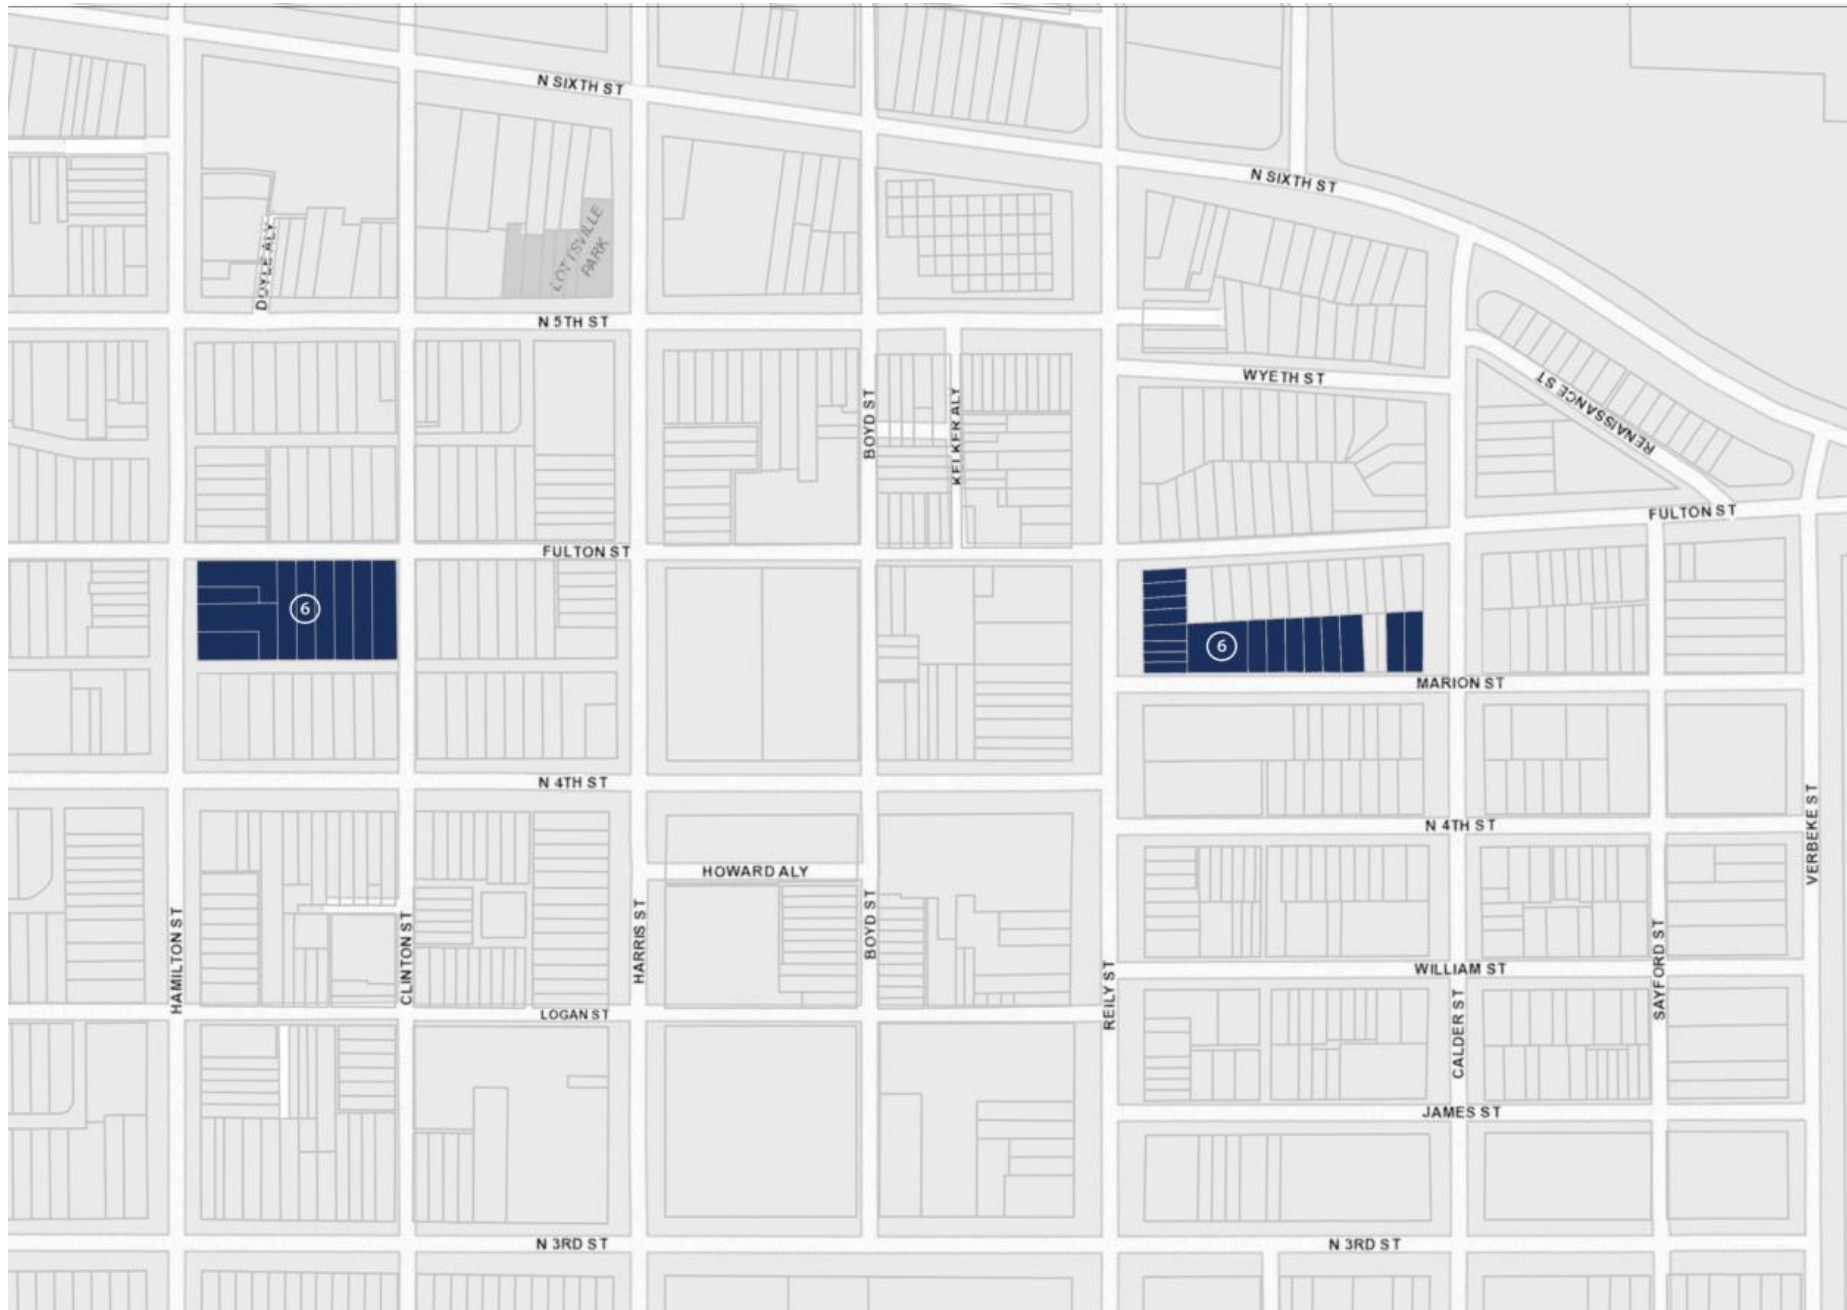 N SIXTH ST
N SIXTH ST
LOTTSVILLE
PARK
DOYLE ALY
N 5TH ST
WYETH ST
RENAISSANCE ST
BOYD ST
KELKER ALY
FULTON ST
FULTON ST
6
6
MARION ST
N 4TH ST
N 4TH ST
VERBEKE ST
HOWARD ALY
BOYD ST
HAMILTON ST
CLINTON ST
HARRIS ST
REILY ST
WILLIAM ST
SAYFORD ST
CALDER ST
LOGAN ST
JAMES ST
N 3RD ST
N 3RD ST